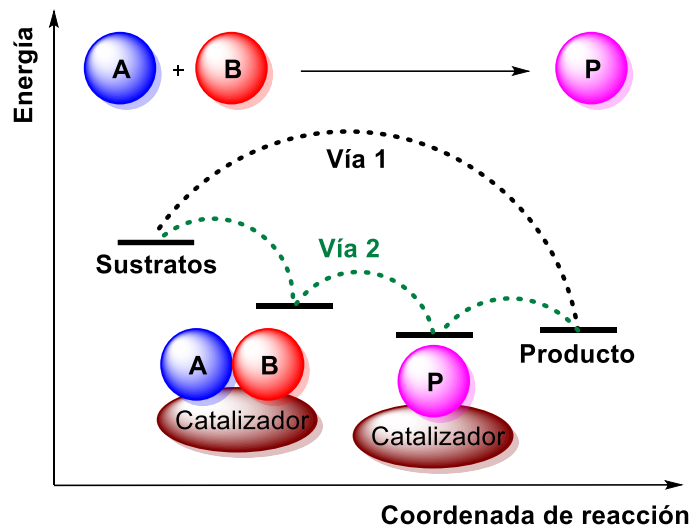 Energía
A + B P
Vía 1
Vía 2
Sustratos
A B
Catalizador
P
Catalizador
Producto
Coordenada de reacción